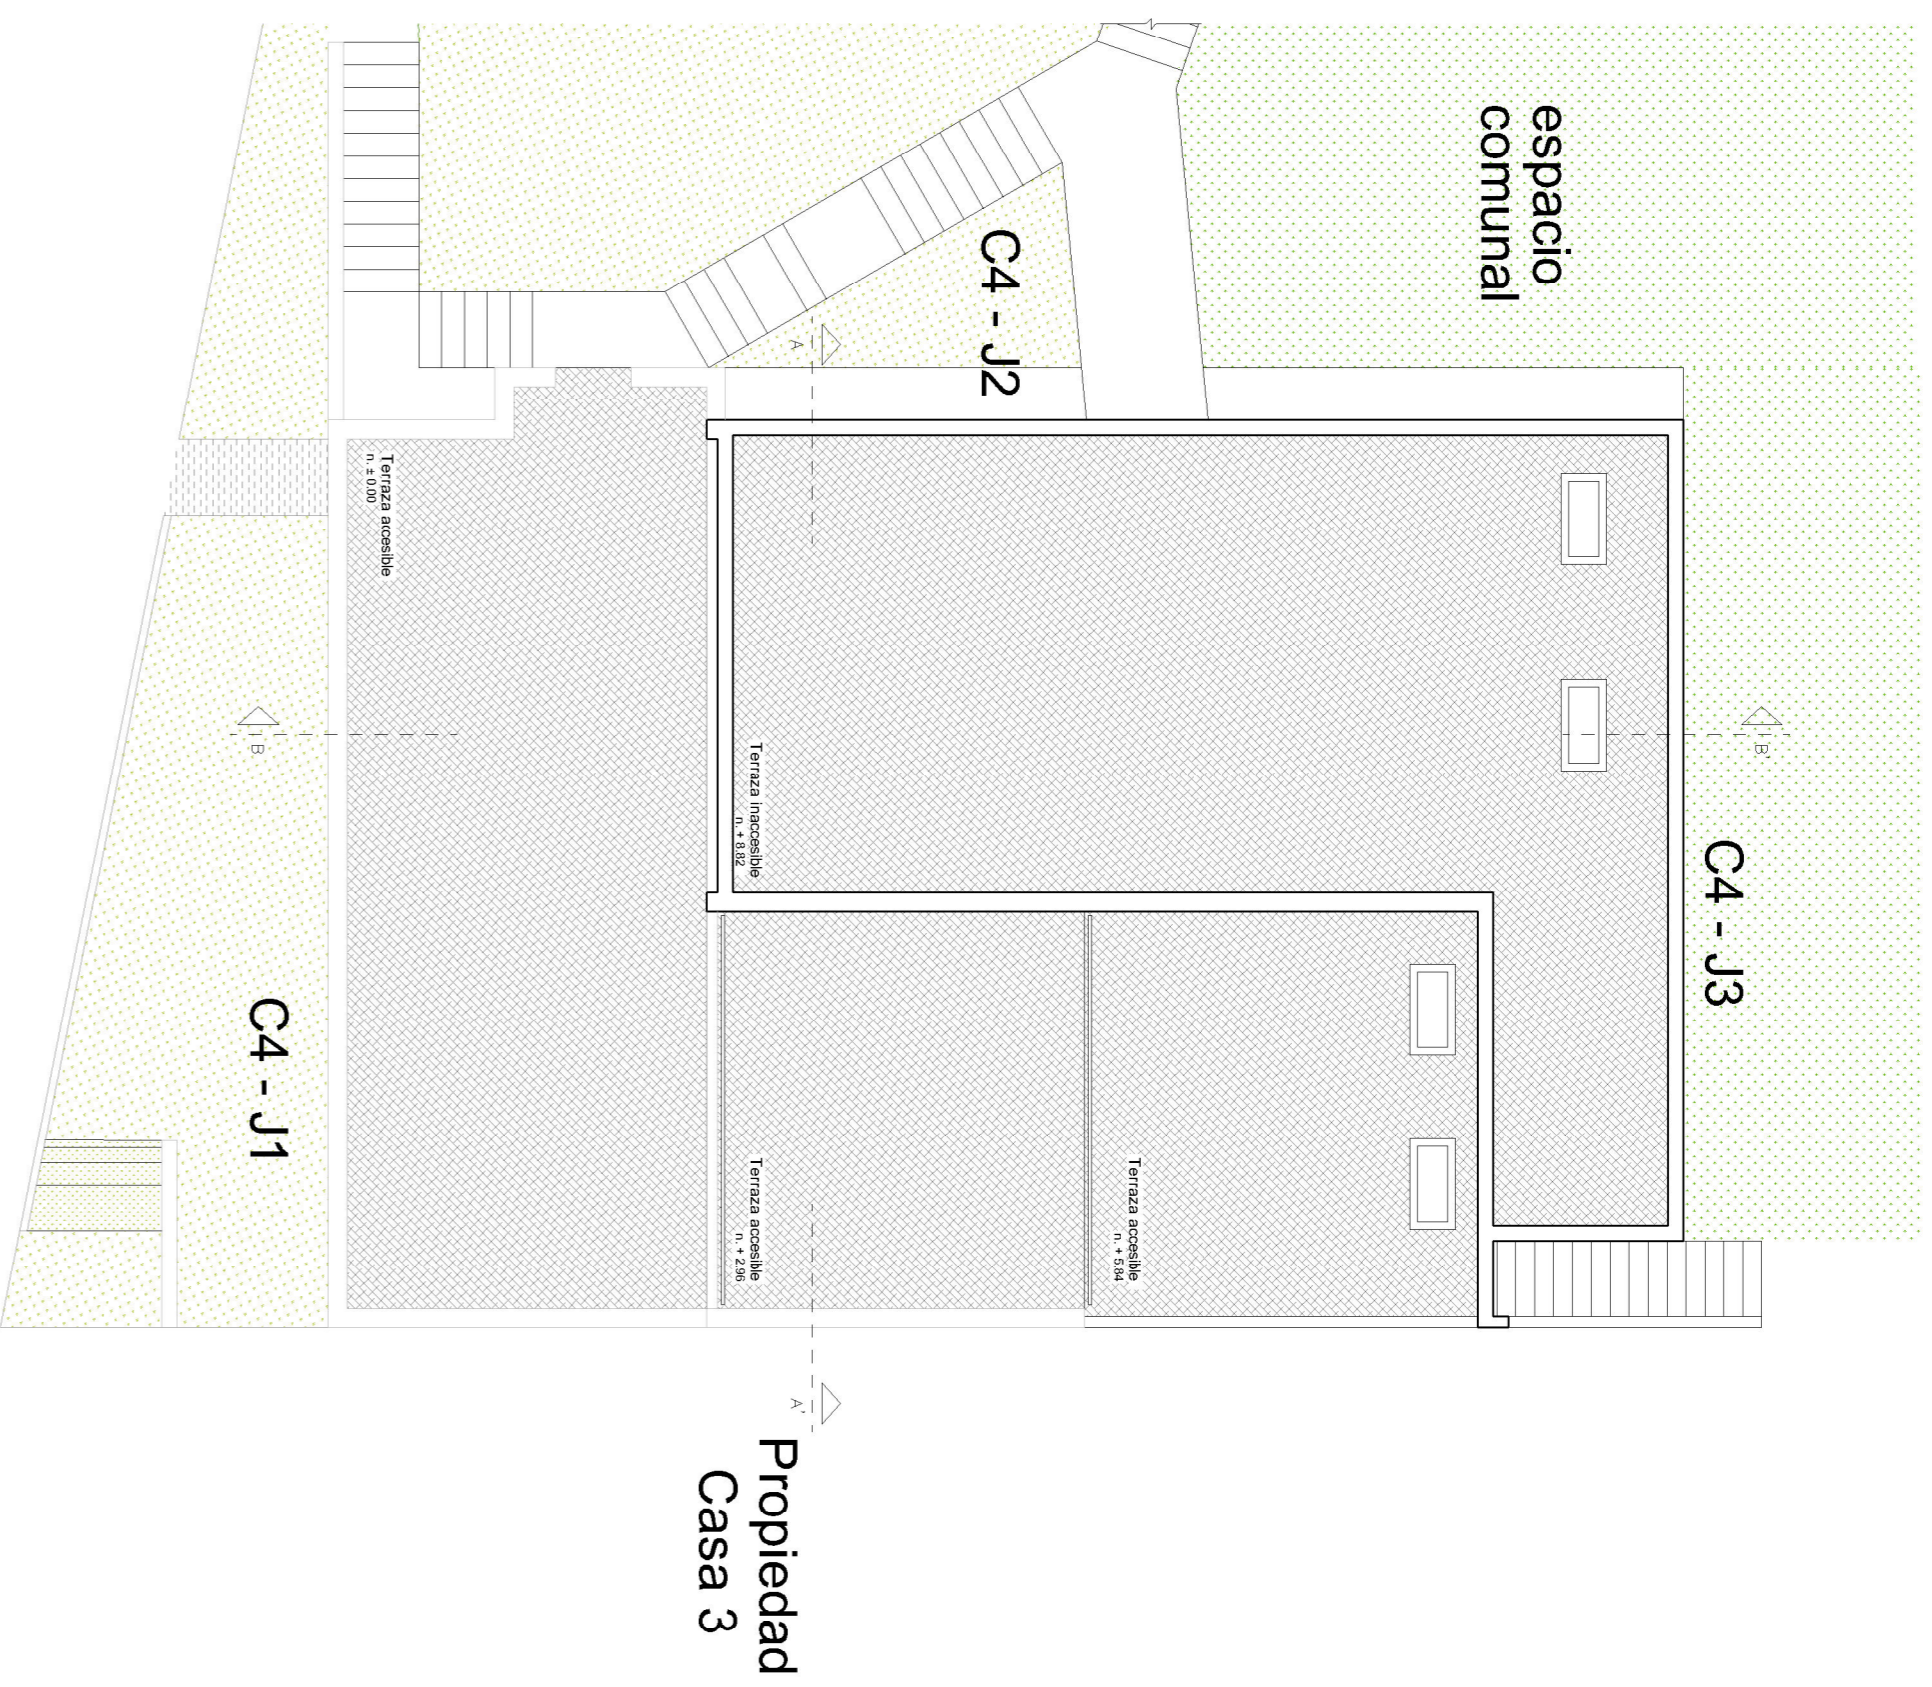 espacio
comunal
C4 - J2
C4 - J3
C4 - J1
Terraza accesible
n. ± 0.00
Terraza inaccesible
n. + 8.82
Terraza accesible
n. + 5.84
Terraza accesible
n. + 2.96
A
A'
B
B'
Propiedad
Casa 3